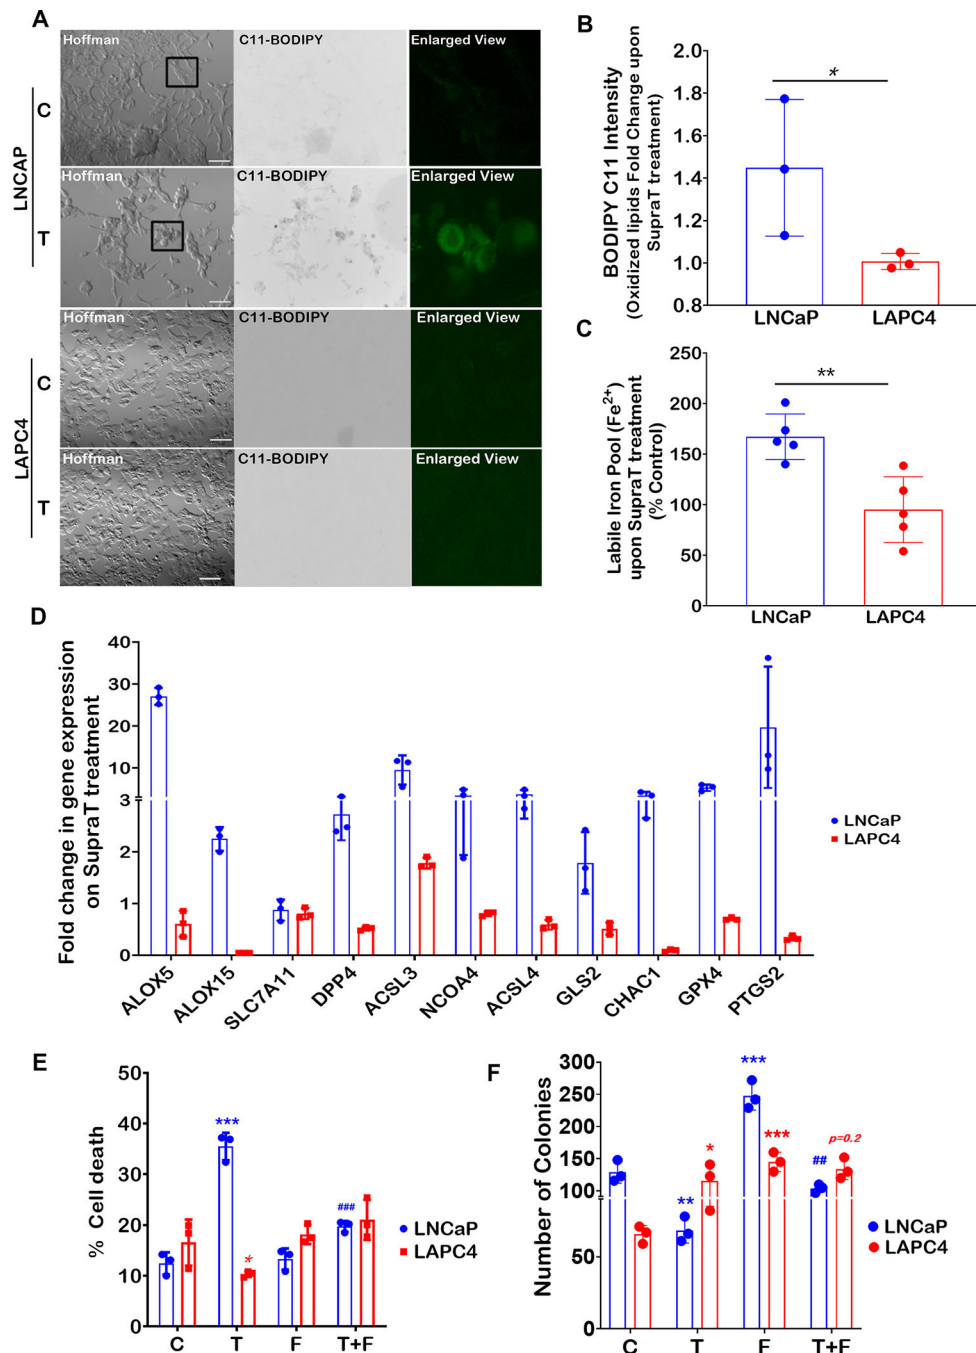 A
Hoffman
C11-BODIPY
Enlarged View
C
LNCAP
Hoffman
C11-BODIPY
Enlarged View
T
Hoffman
C11-BODIPY
Enlarged View
C
LAPC4
Hoffman
C11-BODIPY
Enlarged View
T
B
BODIPY C11 Intensity
(Oxidized lipids Fold Change upon
SupraT treatment)
2.0
1.8
1.6
1.4
1.2
1.0
0.8
*
LNCaP
LAPC4
C
Labile Iron Pool (Fe2+)
upon SupraT treatment
(% Control)
250
200
150
100
50
0
**
LNCaP
LAPC4
D
Fold change in gene expression
on SupraT treatment
40
30
20
10
3
2
1
0
ALOX5
ALOX15
SLC7A11
DPP4
ACSL3
NCOA4
ACSL4
GLS2
CHAC1
GPX4
PTGS2
LNCaP
LAPC4
E
% Cell death
50
40
30
20
10
0
***
*
###
LNCaP
LAPC4
C
T
F
T+F
F
Number of Colonies
300
250
200
150
100
50
0
**
*
***
***
##
p=0.2
LNCaP
LAPC4
C
T
F
T+F